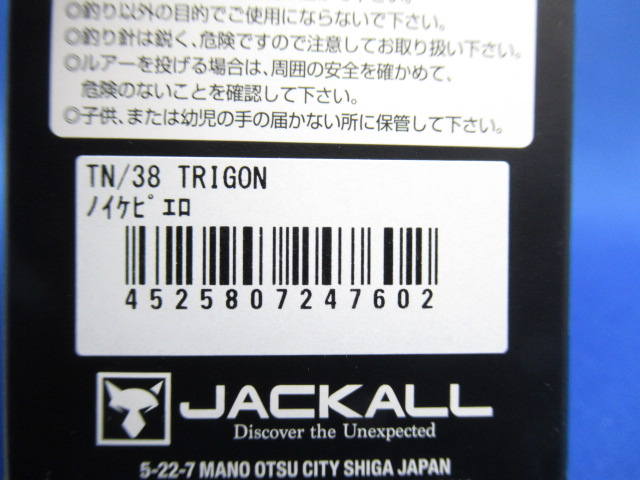 ◎釣り以外の目的でご使用にならないで下さい。
◎釣り針は鋭く、危険ですので注意してお取り扱い下さい。
◎ルアーを投げる場合は、周囲の安全を確かめて、
危険のないことを確認して下さい。
◎子供、または幼児の手の届かない所に保管して下さい。
TN/38 TRIGON
ﾉｲｹﾋﾟｴﾛ
4525807247602
JACKALL
Discover the Unexpected
5-22-7 MANO OTSU CITY SHIGA JAPAN